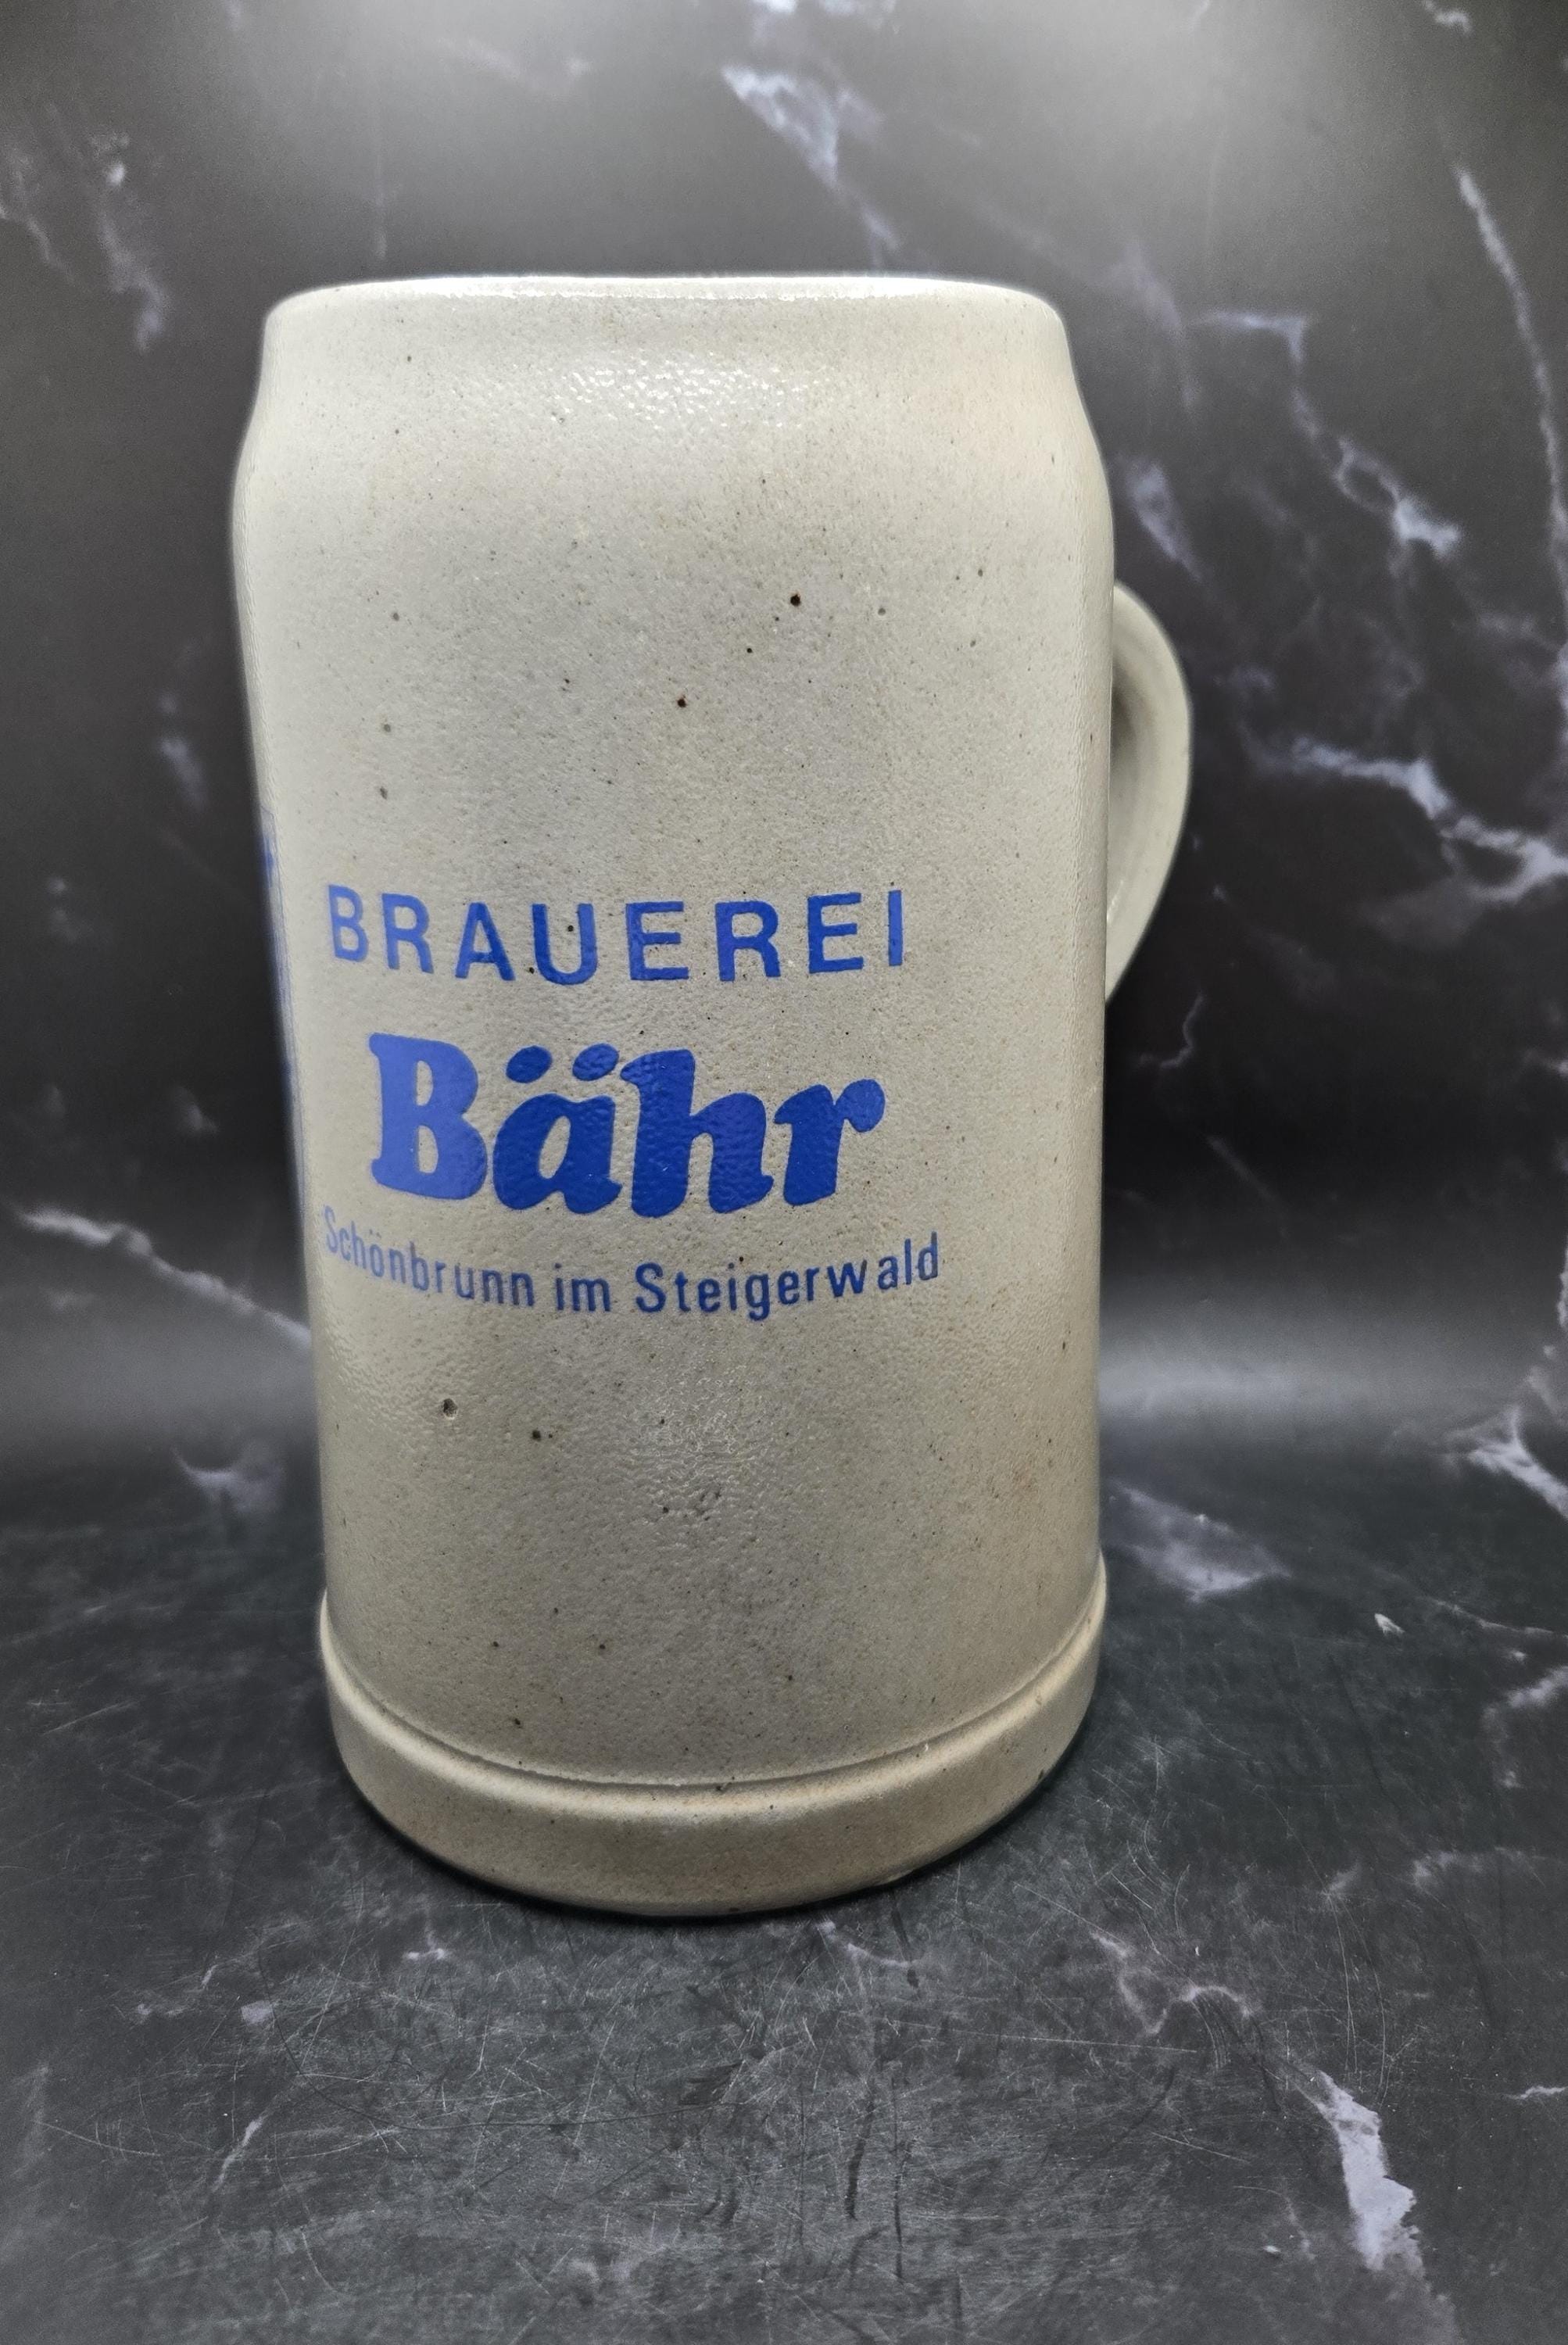 BRAUEREI
Bähr
Schönbrunn im Steigerwald